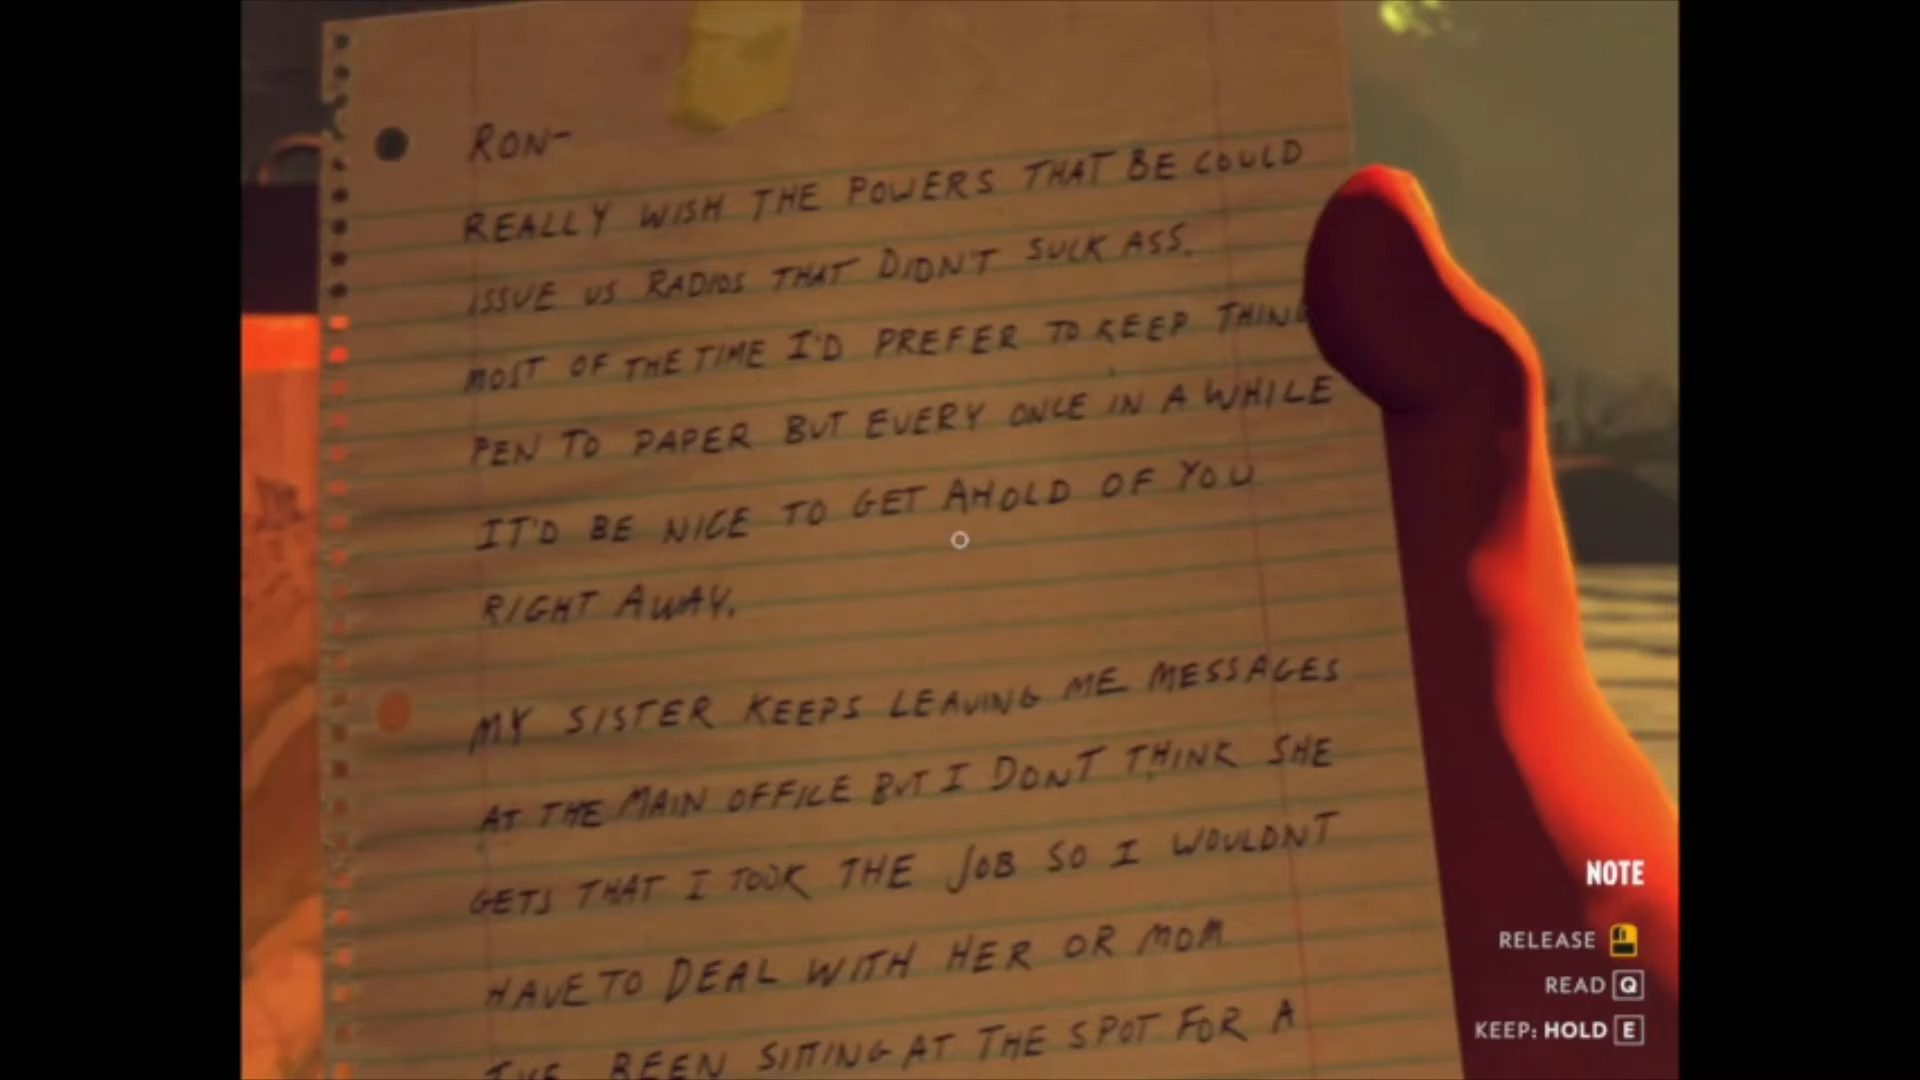 RON-
REALLY WISH THE POWERS THAT BE COULD
ISSUE US RADIOS THAT DIDN'T SUCK ASS.
MOST OF THE TIME I'D PREFER TO KEEP THING
PEN TO PAPER BUT EVERY ONCE IN A WHILE
IT'D BE NICE TO GET AHOLD OF YOU
RIGHT AWAY.
MY SISTER KEEPS LEAVING ME MESSAGES
AT THE MAIN OFFICE BUT I DON'T THINK SHE
GETS THAT I TOOK THE JOB SO I WOULDNT
HAVE TO DEAL WITH HER OR MOM
I'VE BEEN SITTING AT THE SPOT FOR A
NOTE
RELEASE
READ Q
KEEP: HOLD E